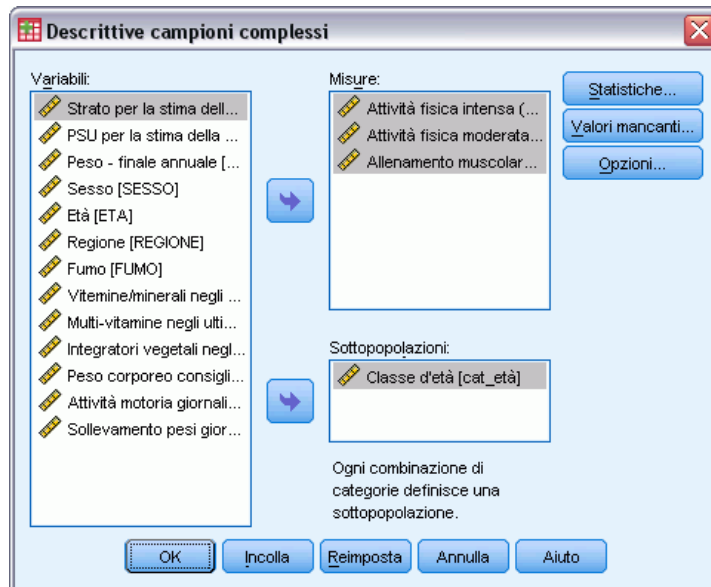 Descrittive campioni complessi
Variabili:
Strato per la stima dell...
PSU per la stima della ...
Peso - finale annuale [...
Sesso [SESSO]
Età [ETA]
Regione [REGIONE]
Fumo [FUMO]
Vitemine/minerali negli ...
Multi-vitamine negli ulti...
Integratori vegetali negl...
Peso corporeo consigli...
Attività motoria giornali...
Sollevamento pesi gior...
Misure:
Attività fisica intensa (...
Attività fisica moderata...
Allenamento muscolar...
Sottopopolazioni:
Classe d'età [cat_età]
Ogni combinazione di
categorie definisce una
sottopopolazione.
Statistiche...
Valori mancanti...
Opzioni...
OK
Incolla
Reimposta
Annulla
Aiuto